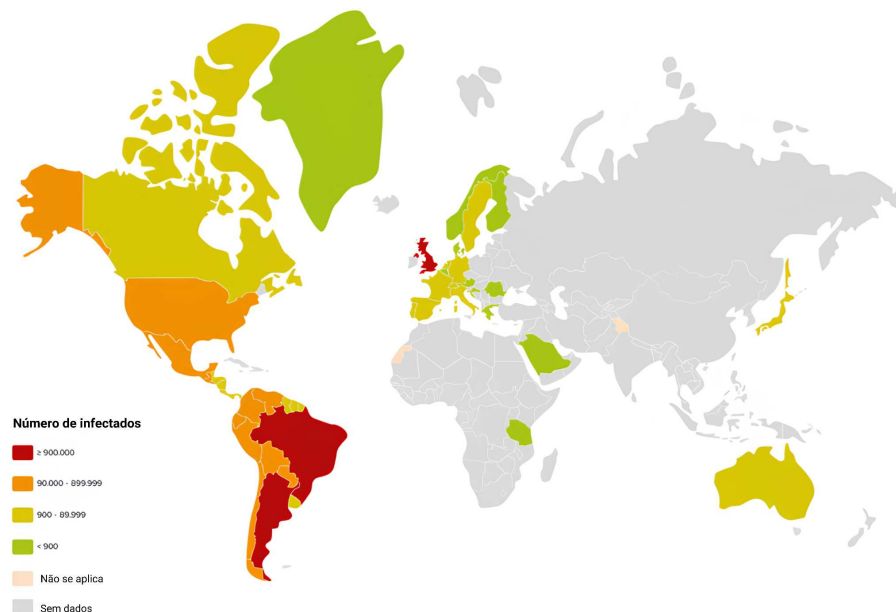 Número de infectados
≥ 900.000
90.000 - 899.999
900 - 89.999
< 900
Não se aplica
Sem dados